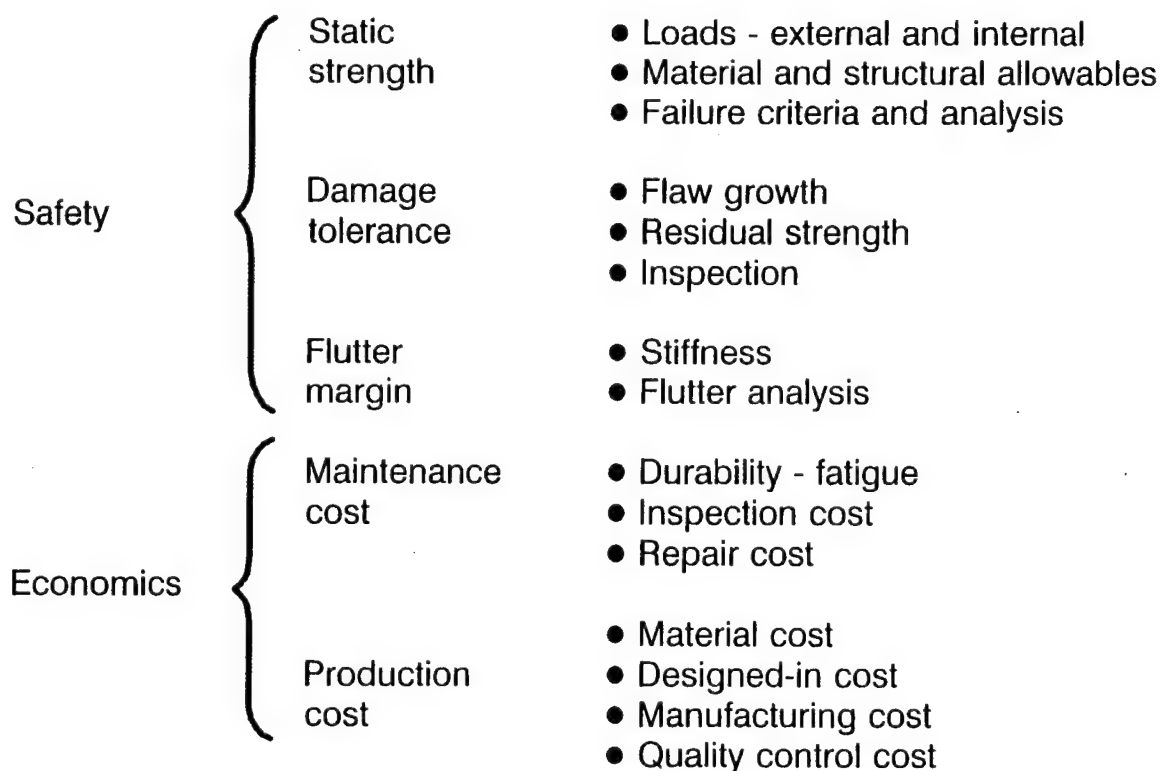 Safety
Static
strength
● Loads - external and internal
● Material and structural allowables
● Failure criteria and analysis
Damage
tolerance
● Flaw growth
● Residual strength
● Inspection
Flutter
margin
● Stiffness
● Flutter analysis
Economics
Maintenance
cost
● Durability - fatigue
● Inspection cost
● Repair cost
Production
cost
● Material cost
● Designed-in cost
● Manufacturing cost
● Quality control cost